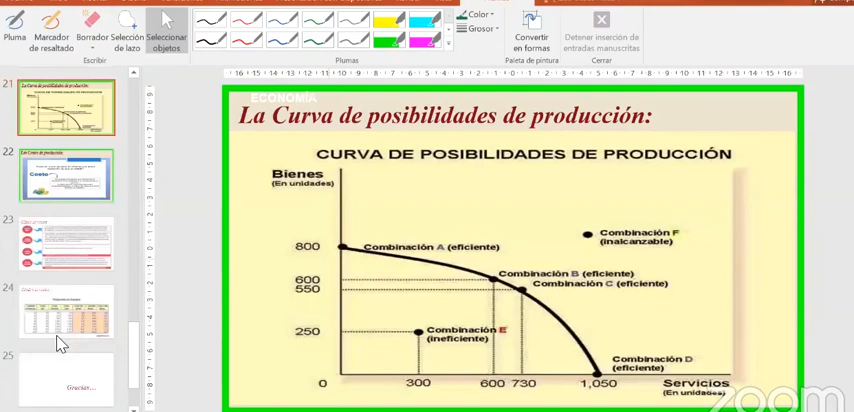 Pluma
Marcador
de resaltado
Borrador
Selección
de lazo
Seleccionar
objetos
Escribir
Plumas
Color
Grosor
Convertir
en formas
Paleta de pintura
Detener inserción de
entradas manuscritas
Cerrar
21
22
23
24
25
Costo
Gracias...
ECONOMÍA
La Curva de posibilidades de producción:
CURVA DE POSIBILIDADES DE PRODUCCIÓN
Bienes
(En unidades)
Combinación F
(inalcanzable)
800
Combinación A (eficiente)
600
Combinación B (eficiente)
550
Combinación C (eficiente)
250
Combinación E
(ineficiente)
Combinación D
(eficiente)
0
300
600
730
1,050
Servicios
(En unidades)
zoom